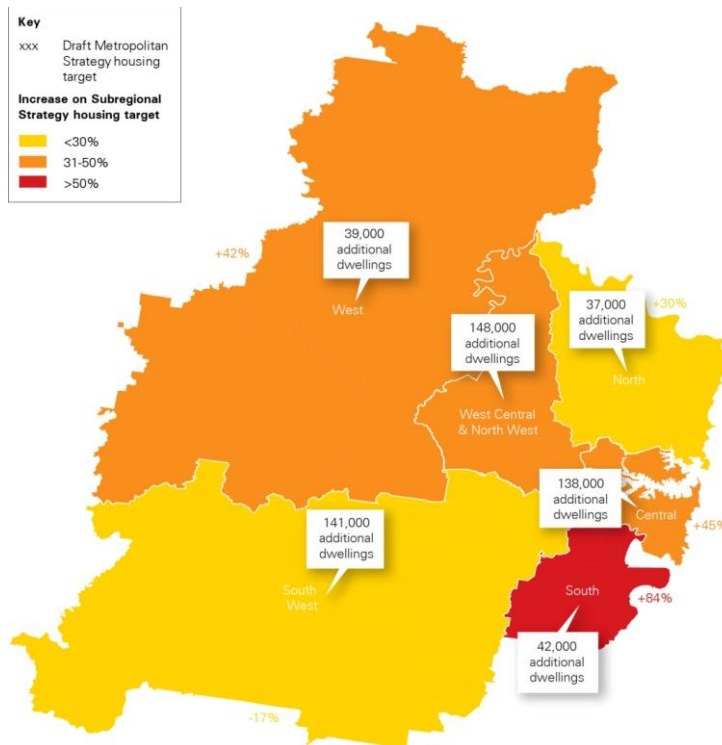 Key
xxx Draft Metropolitan
Strategy housing
target
Increase on Subregional
Strategy housing target
<30%
31-50%
>50%
39,000
additional
dwellings
+42%
West
148,000
additional
dwellings
West Central
& North West
37,000
additional
dwellings
+30%
North
138,000
additional
dwellings
Central
+45%
141,000
additional
dwellings
South
West
-17%
South
+84%
42,000
additional
dwellings